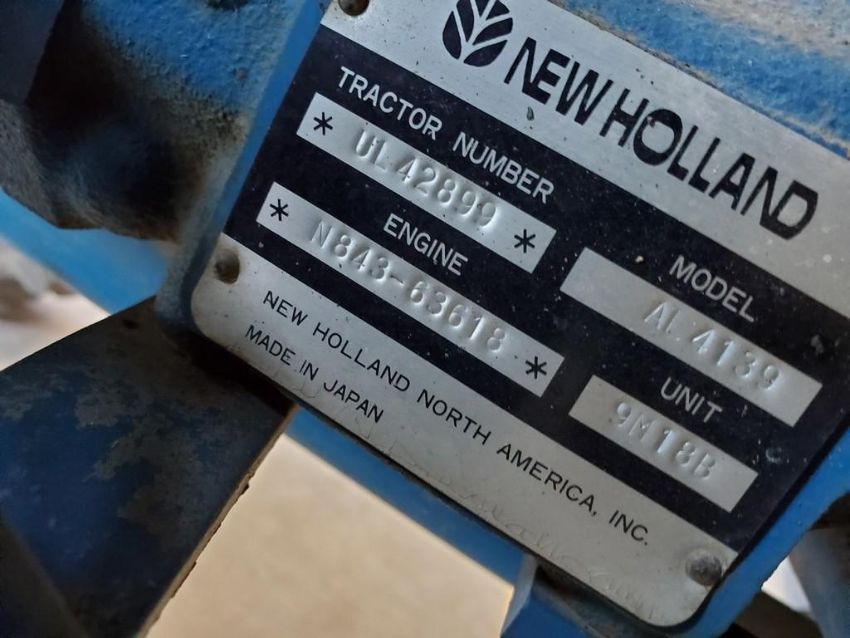 NEW HOLLAND
TRACTOR NUMBER
* UL42899 *
MODEL
AL4139
ENGINE
* N843-63618 *
UNIT
9M18B
NEW HOLLAND NORTH AMERICA, INC.
MADE IN JAPAN